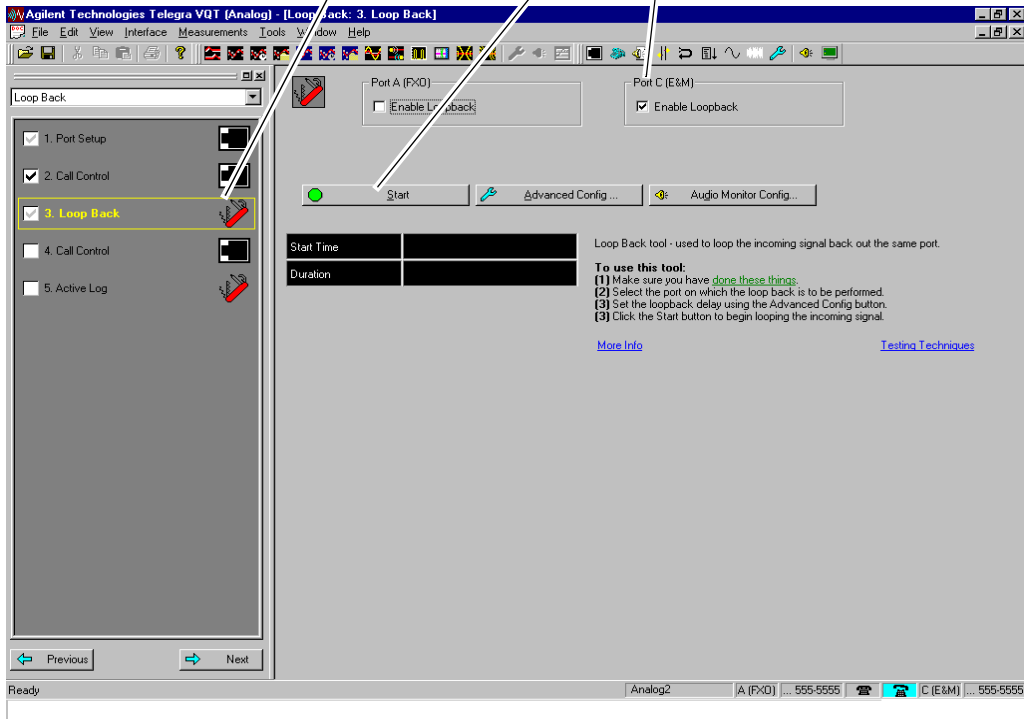 Agilent Technologies Telegra VQT (Analog) - [Loop Back: 3. Loop Back]
File Edit View Interface Measurements Tools Window Help
Loop Back
1. Port Setup
2. Call Control
3. Loop Back
4. Call Control
5. Active Log
Previous
Next
Port A (FXO)
Enable Loopback
Port C (E&M)
Enable Loopback
Start
Advanced Config ...
Audio Monitor Config...
Start Time
Duration
Loop Back tool - used to loop the incoming signal back out the same port.
To use this tool:
(1) Make sure you have done these things.
(2) Select the port on which the loop back is to be performed.
(3) Set the loopback delay using the Advanced Config button.
(3) Click the Start button to begin looping the incoming signal.
More Info
Testing Techniques
Ready
Analog2
A (FXO) ... 555-5555
C (E&M) ... 555-5555